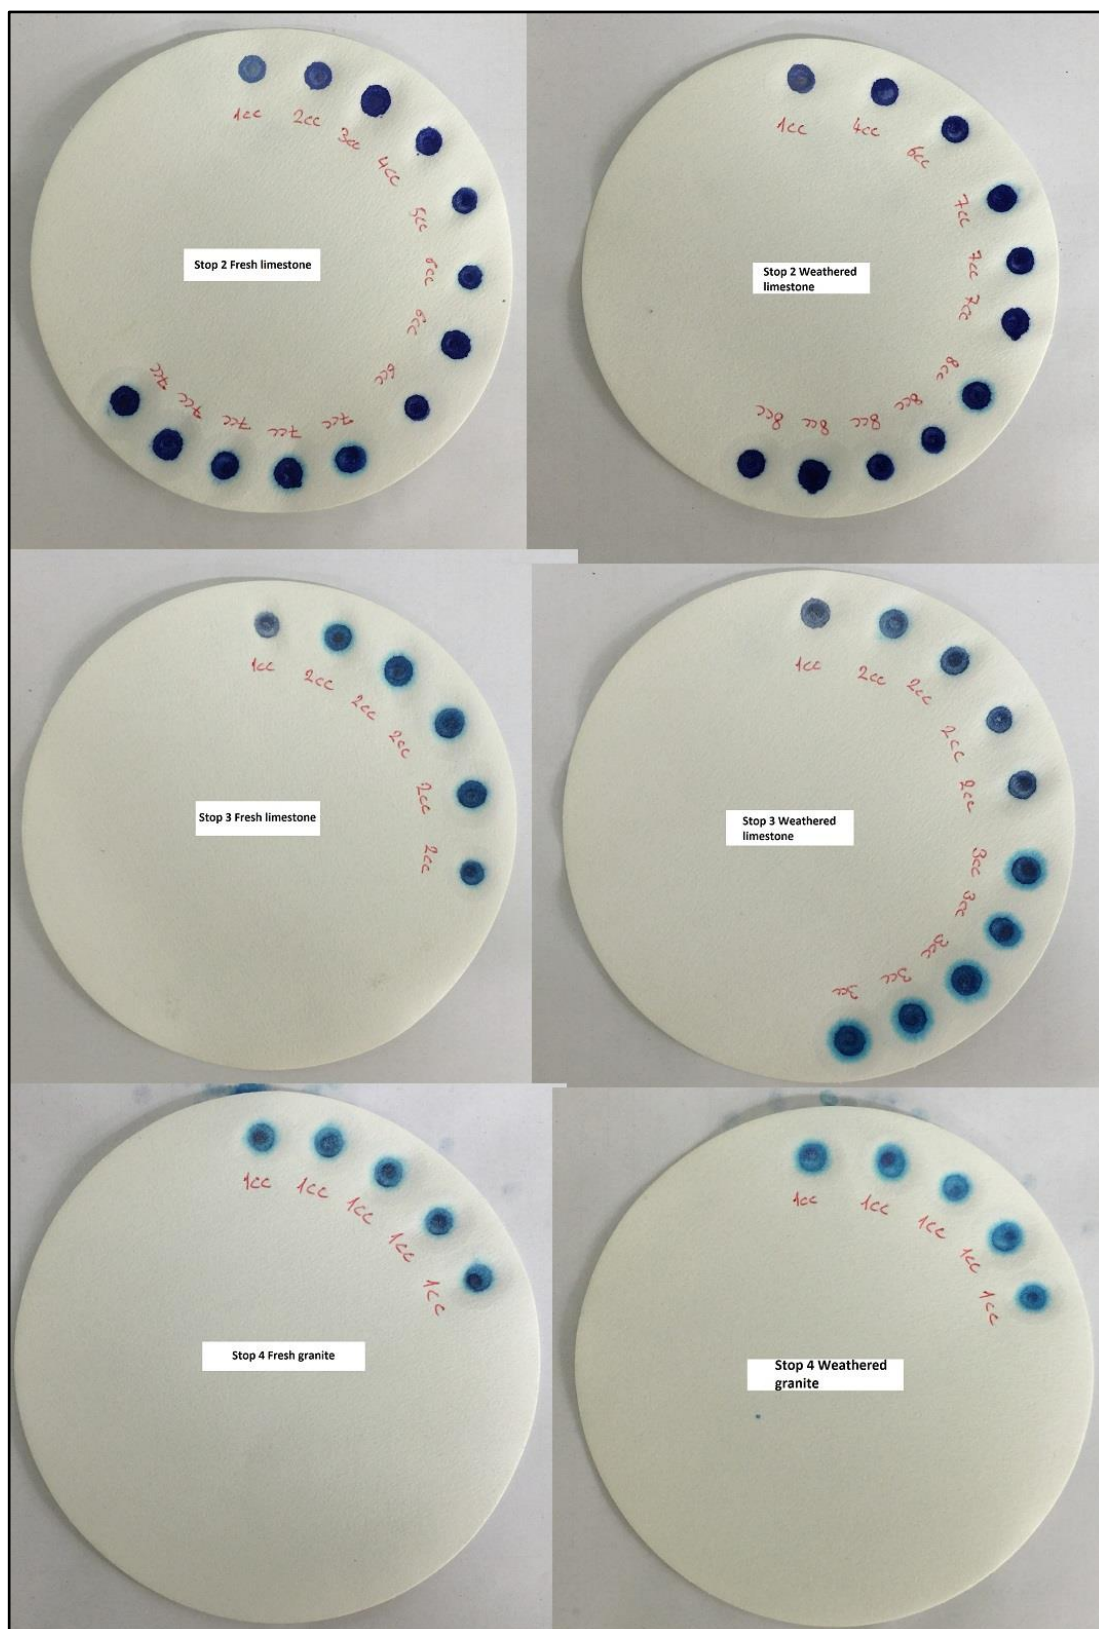 1cc
2cc
3cc
4cc
5cc
6cc
6cc
6cc
7cc
7cc
7cc
7cc
7cc
Stop 2 Fresh limestone
1cc
4cc
6cc
7cc
7cc
7cc
8cc
8cc
8cc
8cc
8cc
Stop 2 Weathered
limestone
1cc
2cc
2cc
2cc
2cc
2cc
Stop 3 Fresh limestone
1cc
2cc
2cc
2cc
2cc
3cc
3cc
3cc
3cc
3cc
Stop 3 Weathered
limestone
1cc
1cc
1cc
1cc
1cc
Stop 4 Fresh granite
1cc
1cc
1cc
1cc
1cc
Stop 4 Weathered
granite